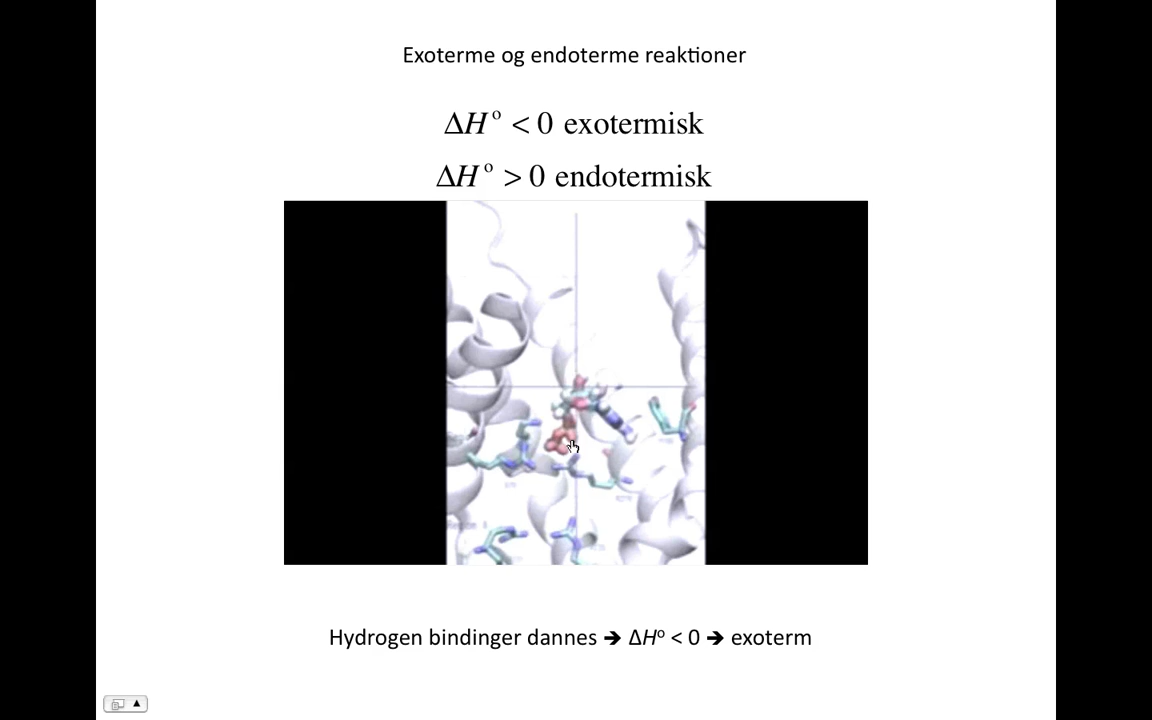 Exoterme og endoterme reaktioner
ΔH° < 0 exotermisk
ΔH° > 0 endotermisk
Hydrogen bindinger dannes ➔ ΔH° < 0 ➔ exoterm